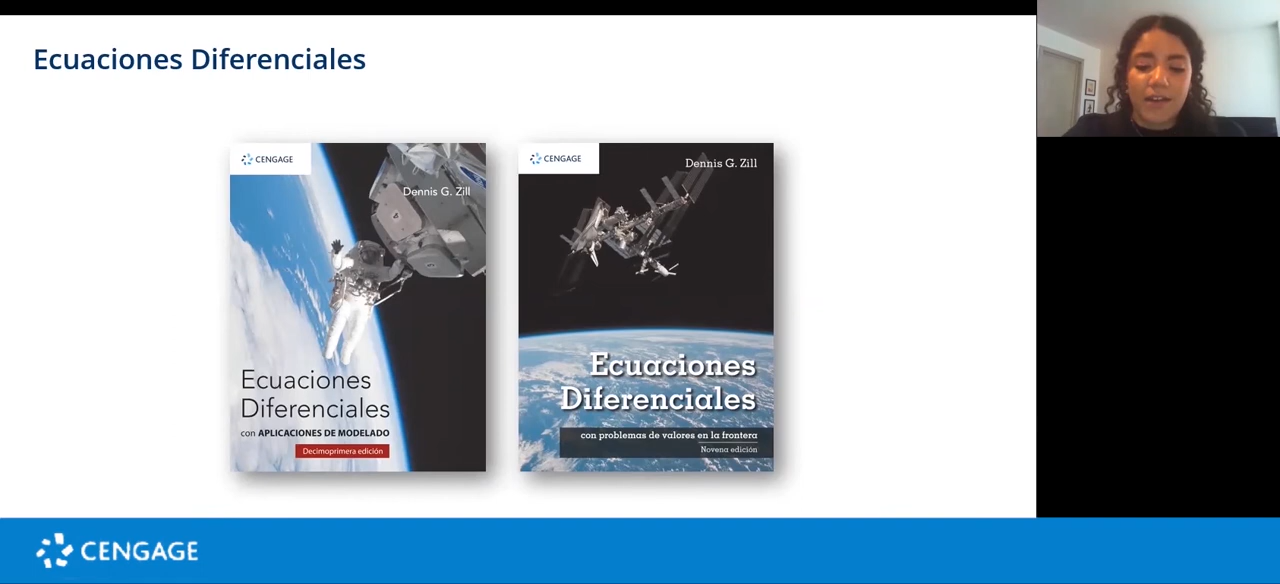 Ecuaciones Diferenciales
CENGAGE
Dennis G. Zill
Ecuaciones
Diferenciales
con APLICACIONES DE MODELADO
Decimoprimera edición
CENGAGE
Dennis G. Zill
Ecuaciones
Diferenciales
con problemas de valores en la frontera
Novena edición
CENGAGE